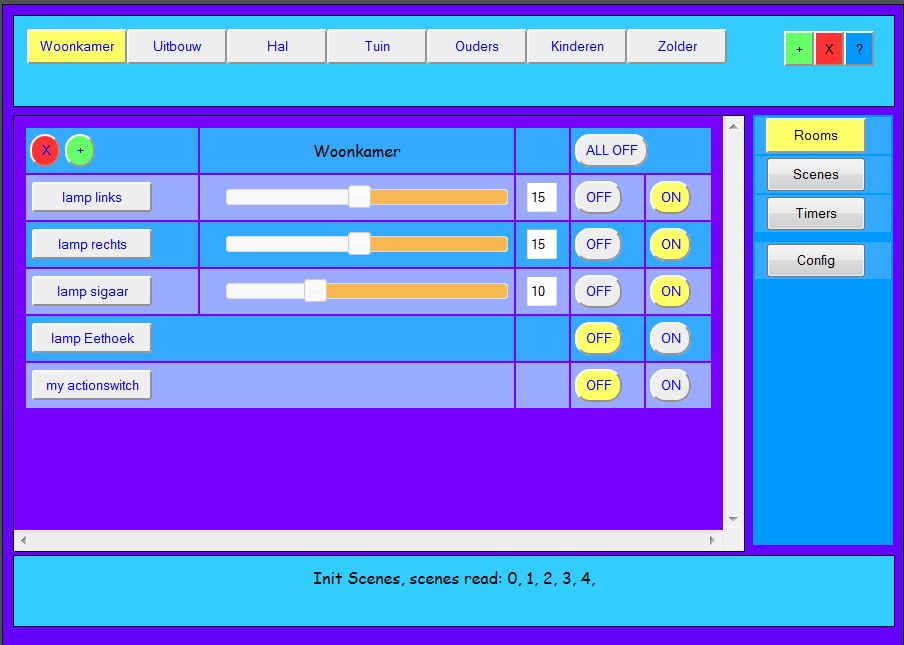 Woonkamer Uitbouw Hal Tuin Ouders Kinderen Zolder + X ?
X + Woonkamer ALL OFF
lamp links 15 OFF ON
lamp rechts 15 OFF ON
lamp sigaar 10 OFF ON
lamp Eethoek OFF ON
my actionswitch OFF ON
Rooms
Scenes
Timers
Config
Init Scenes, scenes read: 0, 1, 2, 3, 4,